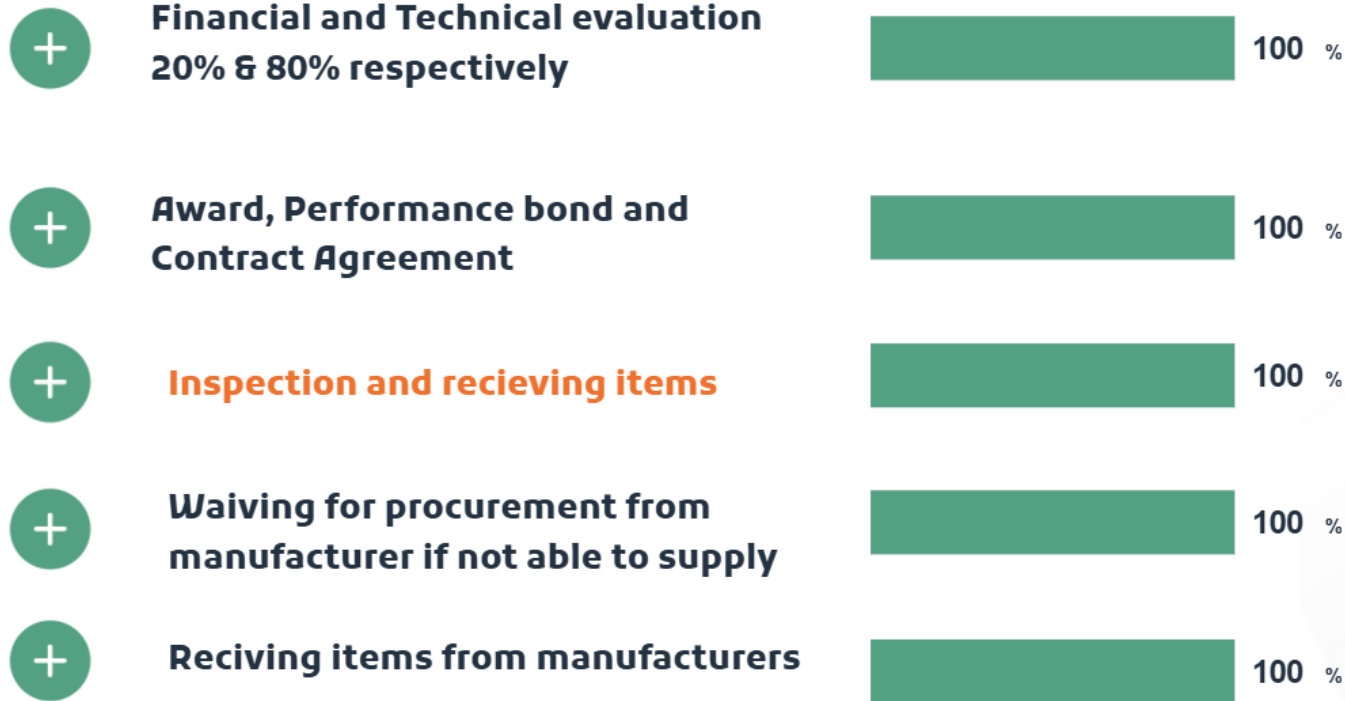 Financial and Technical evaluation
20% & 80% respectively
100 %
Award, Performance bond and
Contract Agreement
100 %
Inspection and recieving items
100 %
Waiving for procurement from
manufacturer if not able to supply
100 %
Reciving items from manufacturers
100 %